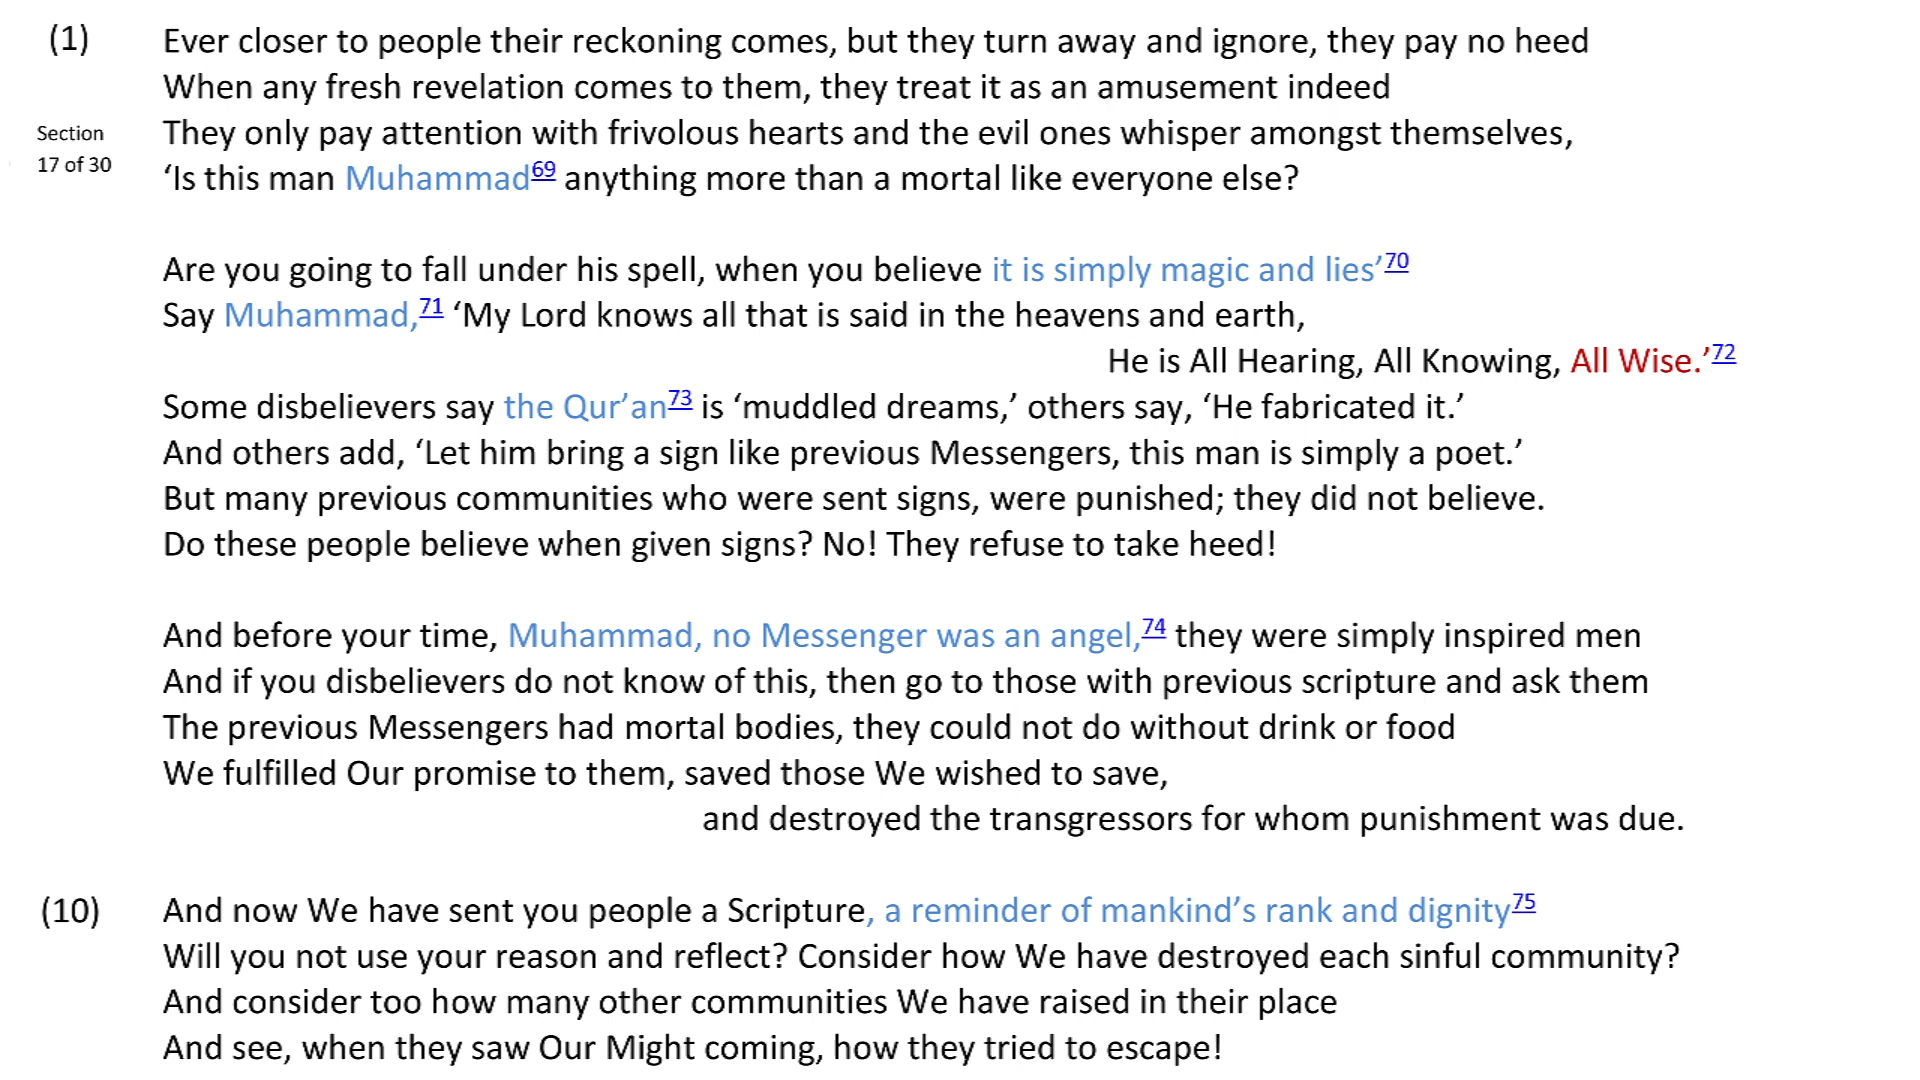 (1) Ever closer to people their reckoning comes, but they turn away and ignore, they pay no heed
When any fresh revelation comes to them, they treat it as an amusement indeed
Section
17 of 30
They only pay attention with frivolous hearts and the evil ones whisper amongst themselves,
‘Is this man Muhammad69 anything more than a mortal like everyone else?
Are you going to fall under his spell, when you believe it is simply magic and lies’70
Say Muhammad,71 ‘My Lord knows all that is said in the heavens and earth,
He is All Hearing, All Knowing, All Wise.’72
Some disbelievers say the Qur’an73 is ‘muddled dreams,’ others say, ‘He fabricated it.’
And others add, ‘Let him bring a sign like previous Messengers, this man is simply a poet.’
But many previous communities who were sent signs, were punished; they did not believe.
Do these people believe when given signs? No! They refuse to take heed!
And before your time, Muhammad, no Messenger was an angel,74 they were simply inspired men
And if you disbelievers do not know of this, then go to those with previous scripture and ask them
The previous Messengers had mortal bodies, they could not do without drink or food
We fulfilled Our promise to them, saved those We wished to save,
and destroyed the transgressors for whom punishment was due.
(10) And now We have sent you people a Scripture, a reminder of mankind’s rank and dignity75
Will you not use your reason and reflect? Consider how We have destroyed each sinful community?
And consider too how many other communities We have raised in their place
And see, when they saw Our Might coming, how they tried to escape!